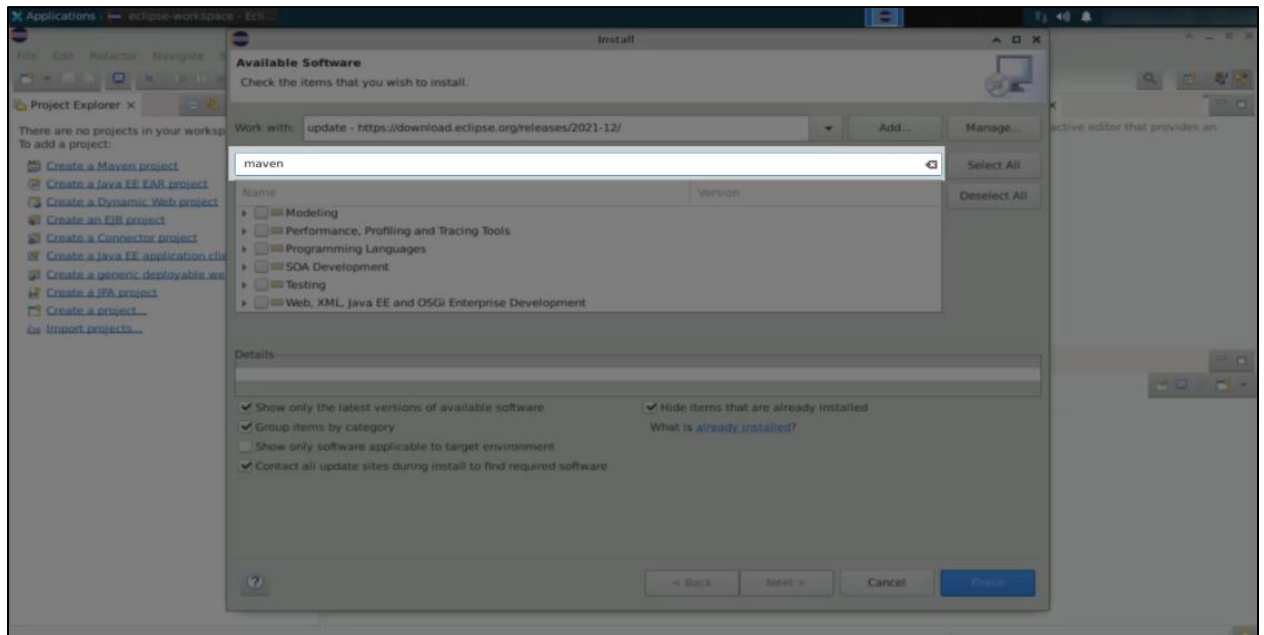 Applications : eclipse-workspace - Ecli...
Install
File Edit Refactor Navigate
Available Software
Check the items that you wish to install.
Project Explorer
There are no projects in your worksp
To add a project:
Create a Maven project
Create a Java EE EAR project
Create a Dynamic Web project
Create an EJB project
Create a Connector project
Create a Java EE application clie
Create a generic deployable we
Create a JPA project
Create a project...
Import projects...
Work with: update - https://download.eclipse.org/releases/2021-12/ Add... Manage...
active editor that provides an
maven
Select All
Name Version
Deselect All
Modeling
Performance, Profiling and Tracing Tools
Programming Languages
SOA Development
Testing
Web, XML, Java EE and OSGi Enterprise Development
Details
Show only the latest versions of available software
Hide items that are already installed
Group items by category
What is already installed?
Show only software applicable to target environment
Contact all update sites during install to find required software
? < Back Next > Cancel Finish